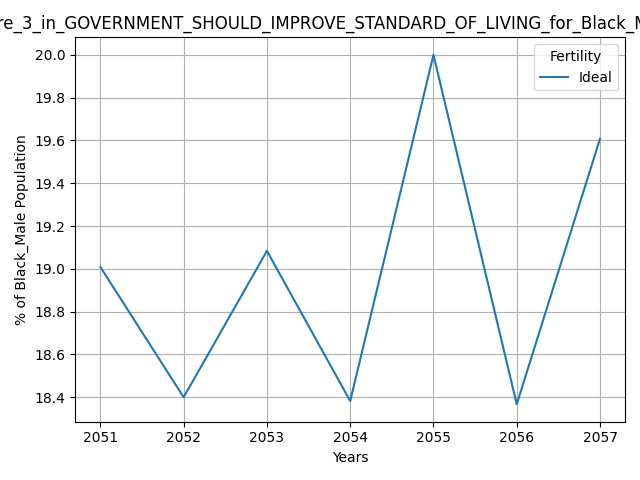 re_3_in_GOVERNMENT_SHOULD_IMPROVE_STANDARD_OF_LIVING_for_Black_M
Fertility
Ideal
20.0
19.8
19.6
19.4
19.2
19.0
18.8
18.6
18.4
% of Black_Male Population
2051 2052 2053 2054 2055 2056 2057
Years